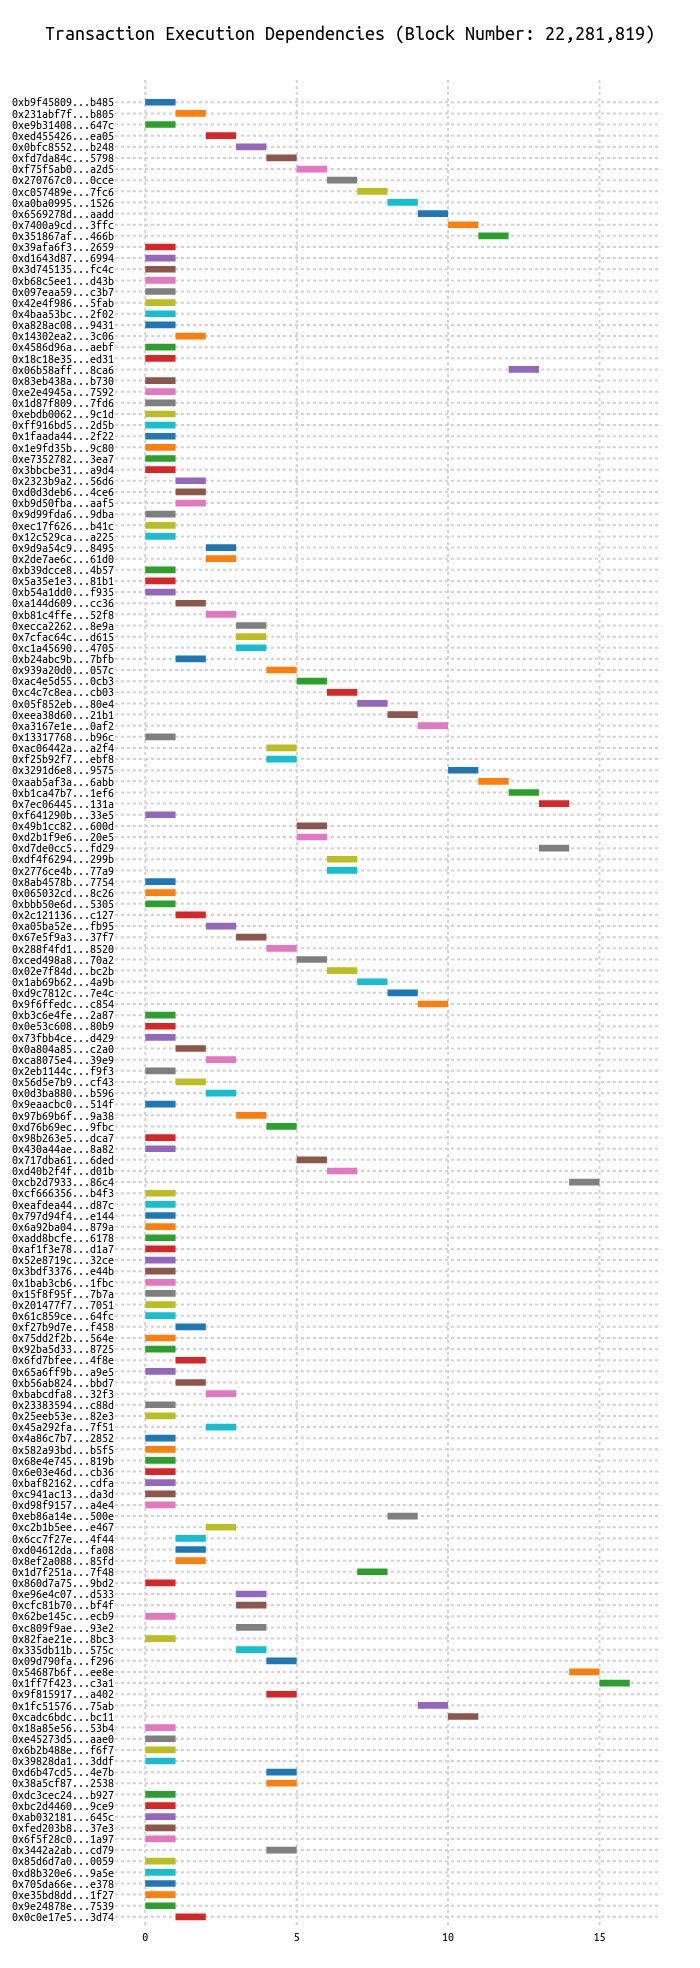 Transaction Execution Dependencies (Block Number: 22,281,819)
0xb9f45809...b485
0x231abf7f...b805
0xe9b31408...647c
0xed455426...ea05
0x0bfc8552...b248
0xfd7da84c...5798
0xf75f5ab0...a2d5
0x270767c0...0cce
0xc057489e...7fc6
0xa0ba0995...1526
0x6569278d...aadd
0x7400a9cd...3ffc
0x351867af...466b
0x39afa6f3...2659
0xd1643d87...6994
0x3d745135...fc4c
0xb68c5ee1...d43b
0x097eaa59...c3b7
0x42e4f986...5fab
0x4baa53bc...2f02
0xa828ac08...9431
0x14302ea2...3c06
0x4586d96a...aebf
0x18c18e35...ed31
0x06b58aff...8ca6
0x83eb438a...b730
0xe2e4945a...7592
0x1d87f809...7fd6
0xebdb0062...9c1d
0xff916bd5...2d5b
0x1faada44...2f22
0x1e9fd35b...9c80
0xe7352782...3ea7
0x3bbcbe31...a9d4
0x2323b9a2...56d6
0xd0d3deb6...4ce6
0xb9d50fba...aaf5
0x9d99fda6...9dba
0xec17f626...b41c
0x12c529ca...a225
0x9d9a54c9...8495
0x2de7ae6c...61d0
0xb39dcce8...4b57
0x5a35e1e3...81b1
0xb54a1dd0...f935
0xa144d609...cc36
0xb81c4ffe...52f8
0xecca2262...8e9a
0x7cfac64c...d615
0xc1a45690...4705
0xb24abc9b...7bfb
0x939a20d0...057c
0xac4e5d55...0cb3
0xc4c7c8ea...cb03
0x05f852eb...80e4
0xeea38d60...21b1
0xa3167e1e...0af2
0x13317768...b96c
0xac06442a...a2f4
0xf25b92f7...ebf8
0x3291d6e8...9575
0xaab5af3a...6abb
0xb1ca47b7...1ef6
0x7ec06445...131a
0xf641290b...33e5
0x49b1cc82...600d
0xd2b1f9e6...20e5
0xd7de0cc5...fd29
0xdf4f6294...299b
0x2776ce4b...77a9
0x8ab4578b...7754
0x065032cd...8c26
0xbbb50e6d...5305
0x2c121136...c127
0xa05ba52e...fb95
0x67e5f9a3...37f7
0x288f4fd1...8520
0xced498a8...70a2
0x02e7f84d...bc2b
0x1ab69b62...4a9b
0xd9c7812c...7e4c
0x9f6ffedc...c854
0xb3c6e4fe...2a87
0x0e53c608...80b9
0x73fbb4ce...d429
0x0a804a85...c2a0
0xca8075e4...39e9
0x2eb1144c...f9f3
0x56d5e7b9...cf43
0x0d3ba880...b596
0x9eaacbc0...514f
0x97b69b6f...9a38
0xd76b69ec...9fbc
0x98b263e5...dca7
0x430a44ae...8a82
0x717dba61...6ded
0xd40b2f4f...d01b
0xcb2d7933...86c4
0xcf666356...b4f3
0xeafdea44...d87c
0x797d94f4...e144
0x6a92ba04...879a
0xadd8bcfe...6178
0xaf1f3e78...d1a7
0x52e8719c...32ce
0x3bdf3376...e44b
0x1bab3cb6...1fbc
0x15f8f95f...7b7a
0x201477f7...7051
0x61c859ce...64fc
0xf27b9d7e...f458
0x75dd2f2b...564e
0x92ba5d33...8725
0x6fd7bfee...4f8e
0x65a6ff9b...a9e5
0xb56ab824...bbd7
0xbabcdfa8...32f3
0x23383594...c88d
0x25eeb53e...82e3
0x45a292fa...7f51
0x4a86c7b7...2852
0x582a93bd...b5f5
0x68e4e745...819b
0x6e03e46d...cb36
0xbaf82162...cdfa
0xc941ac13...da3d
0xd98f9157...a4e4
0xeb86a14e...500e
0xc2b1b5ee...e467
0x6cc7f27e...4f44
0xd04612da...fa08
0x8ef2a088...85fd
0x1d7f251a...7f48
0x860d7a75...9bd2
0xe96e4c07...d533
0xcfc81b70...bf4f
0x62be145c...ecb9
0xc809f9ae...93e2
0x82fae21e...8bc3
0x335db11b...575c
0x09d790fa...f296
0x54687b6f...ee8e
0x1ff7f423...c3a1
0x9f815917...a402
0x1fc51576...75ab
0xcadc6bdc...bc11
0x18a85e56...53b4
0xe45273d5...aae0
0x6b2b488e...f6f7
0x39828da1...3ddf
0xd6b47cd5...4e7b
0x38a5cf87...2538
0xdc3cec24...b927
0xbc2d4460...9ce9
0xab032181...645c
0xfed203b8...37e3
0x6f5f28c0...1a97
0x3442a2ab...cd79
0x85d6d7a0...0059
0xd8b320e6...9a5e
0x705da66e...e378
0xe35bd8dd...1f27
0x9e24878e...7539
0x0c0e17e5...3d74
0 5 10 15